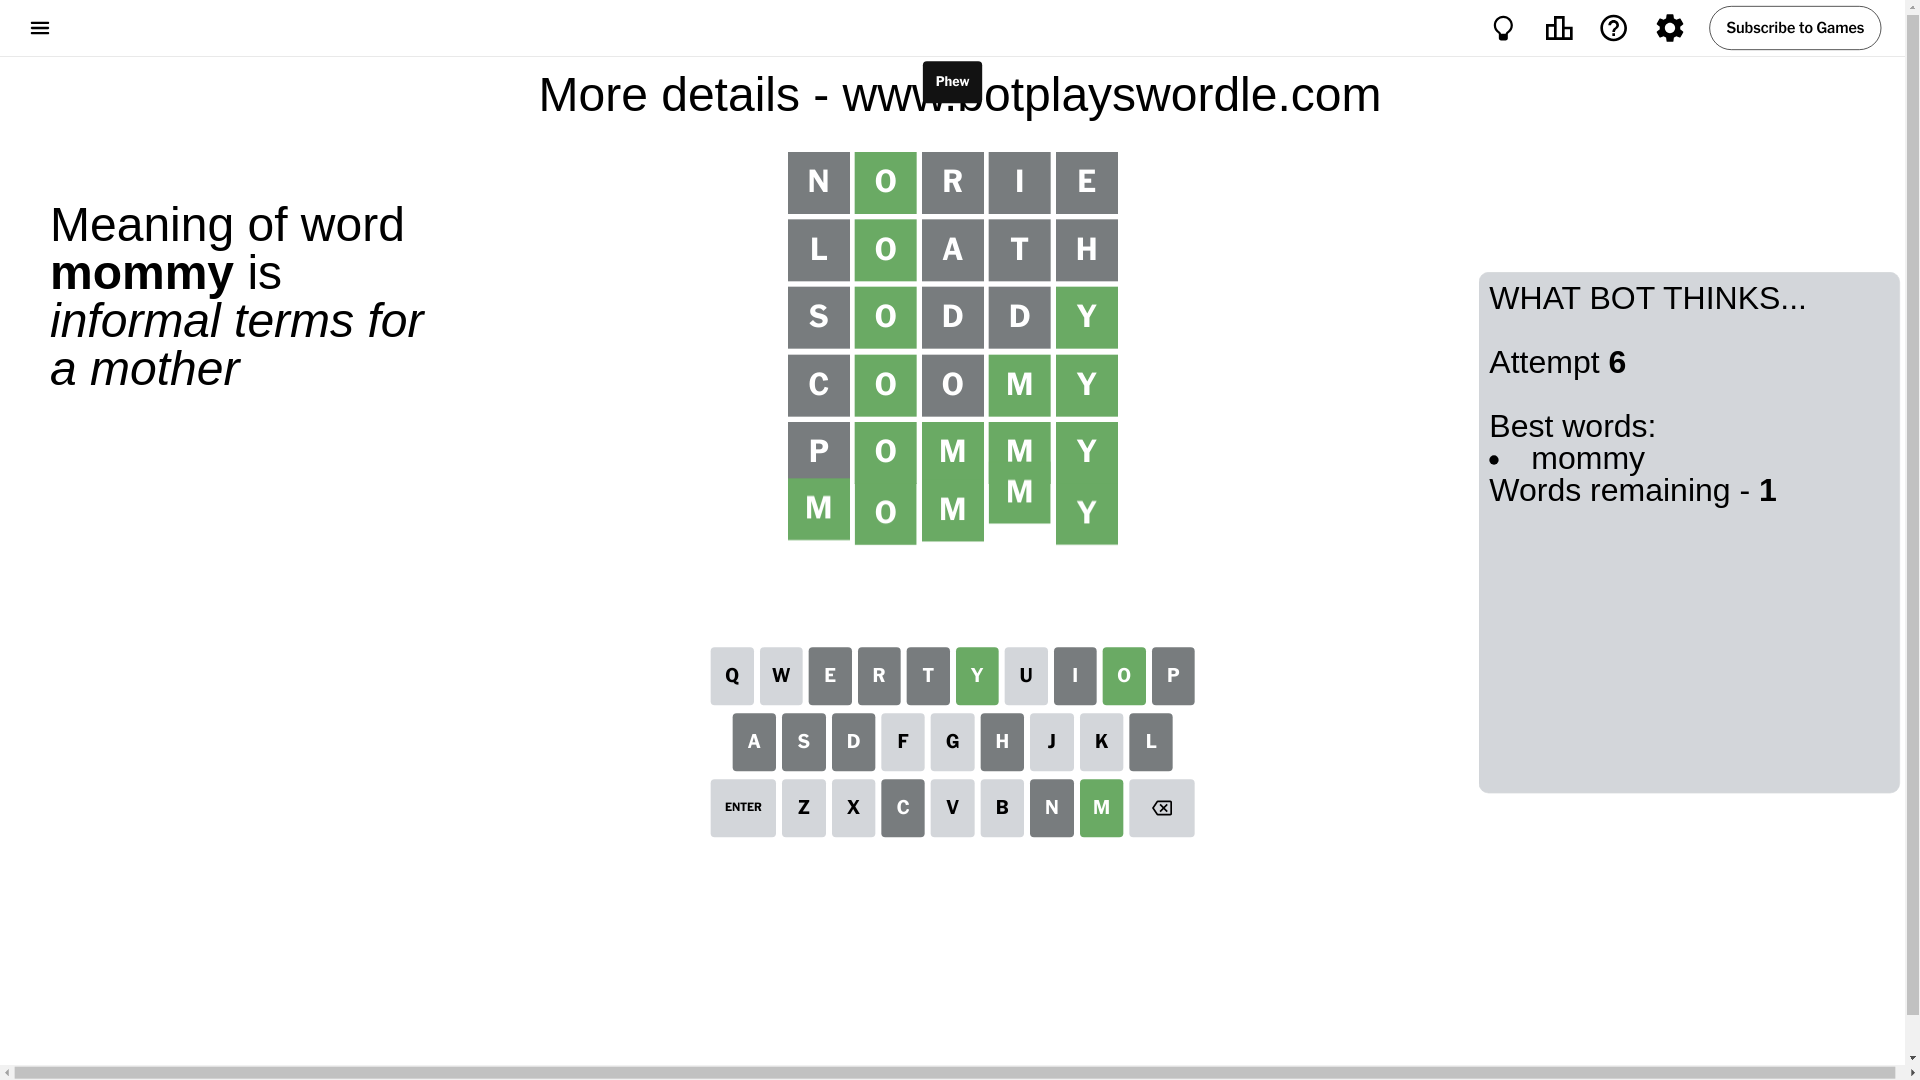 Subscribe to Games
Phew
More details - www.botplayswordle.com
Meaning of word
mommy is
informal terms for
a mother
N O R I E
L O A T H
S O D D Y
C O O M Y
P O M M Y
M O M M Y
WHAT BOT THINKS...
Attempt 6
Best words:
• mommy
Words remaining - 1
Q W E R T Y U I O P
A S D F G H J K L
ENTER Z X C V B N M